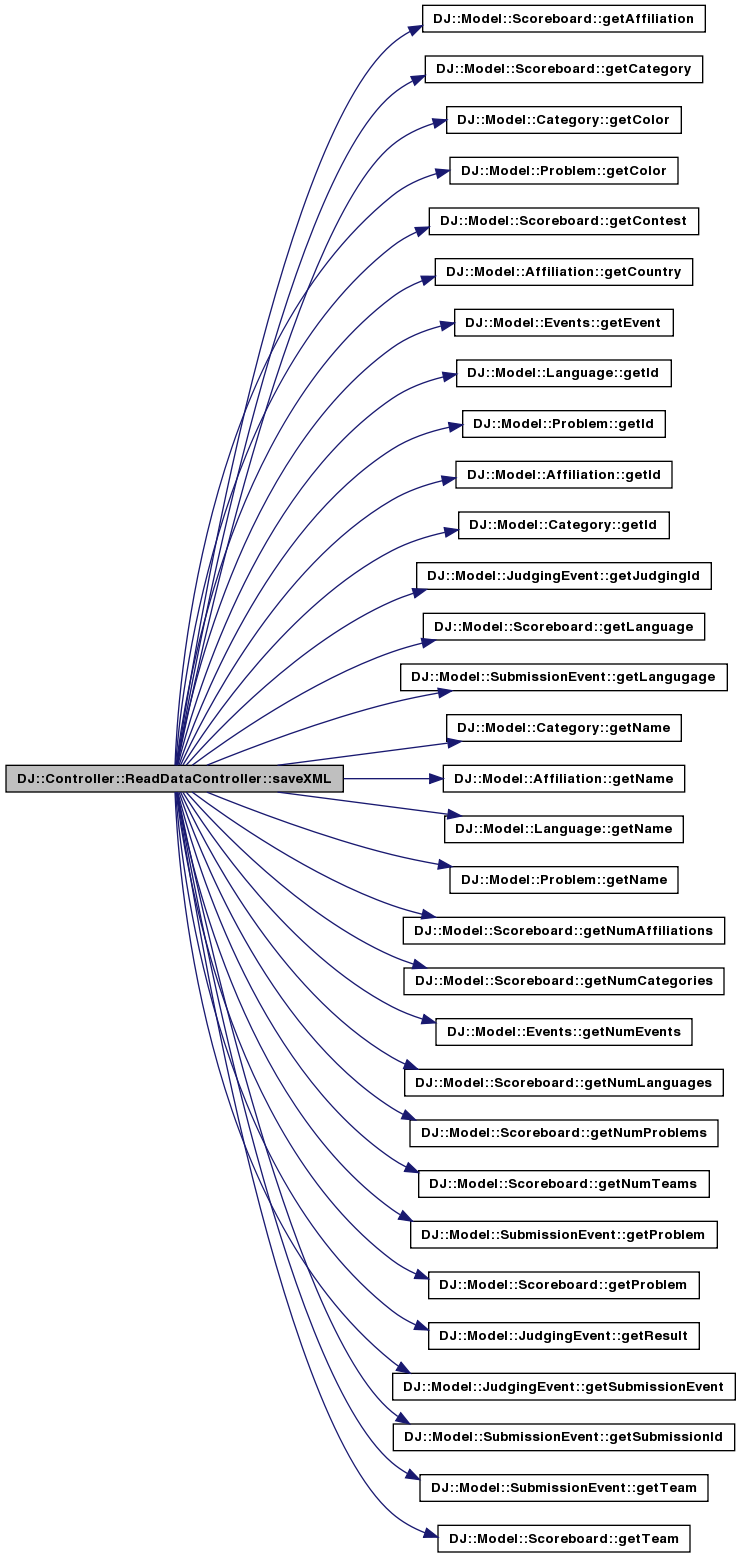 DJ::Model::Scoreboard::getAffiliation
DJ::Model::Scoreboard::getCategory
DJ::Model::Category::getColor
DJ::Model::Problem::getColor
DJ::Model::Scoreboard::getContest
DJ::Model::Affiliation::getCountry
DJ::Model::Events::getEvent
DJ::Model::Language::getId
DJ::Model::Problem::getId
DJ::Model::Affiliation::getId
DJ::Model::Category::getId
DJ::Model::JudgingEvent::getJudgingId
DJ::Model::Scoreboard::getLanguage
DJ::Model::SubmissionEvent::getLangugage
DJ::Model::Category::getName
DJ::Controller::ReadDataController::saveXML
DJ::Model::Affiliation::getName
DJ::Model::Language::getName
DJ::Model::Problem::getName
DJ::Model::Scoreboard::getNumAffiliations
DJ::Model::Scoreboard::getNumCategories
DJ::Model::Events::getNumEvents
DJ::Model::Scoreboard::getNumLanguages
DJ::Model::Scoreboard::getNumProblems
DJ::Model::Scoreboard::getNumTeams
DJ::Model::SubmissionEvent::getProblem
DJ::Model::Scoreboard::getProblem
DJ::Model::JudgingEvent::getResult
DJ::Model::JudgingEvent::getSubmissionEvent
DJ::Model::SubmissionEvent::getSubmissionId
DJ::Model::SubmissionEvent::getTeam
DJ::Model::Scoreboard::getTeam